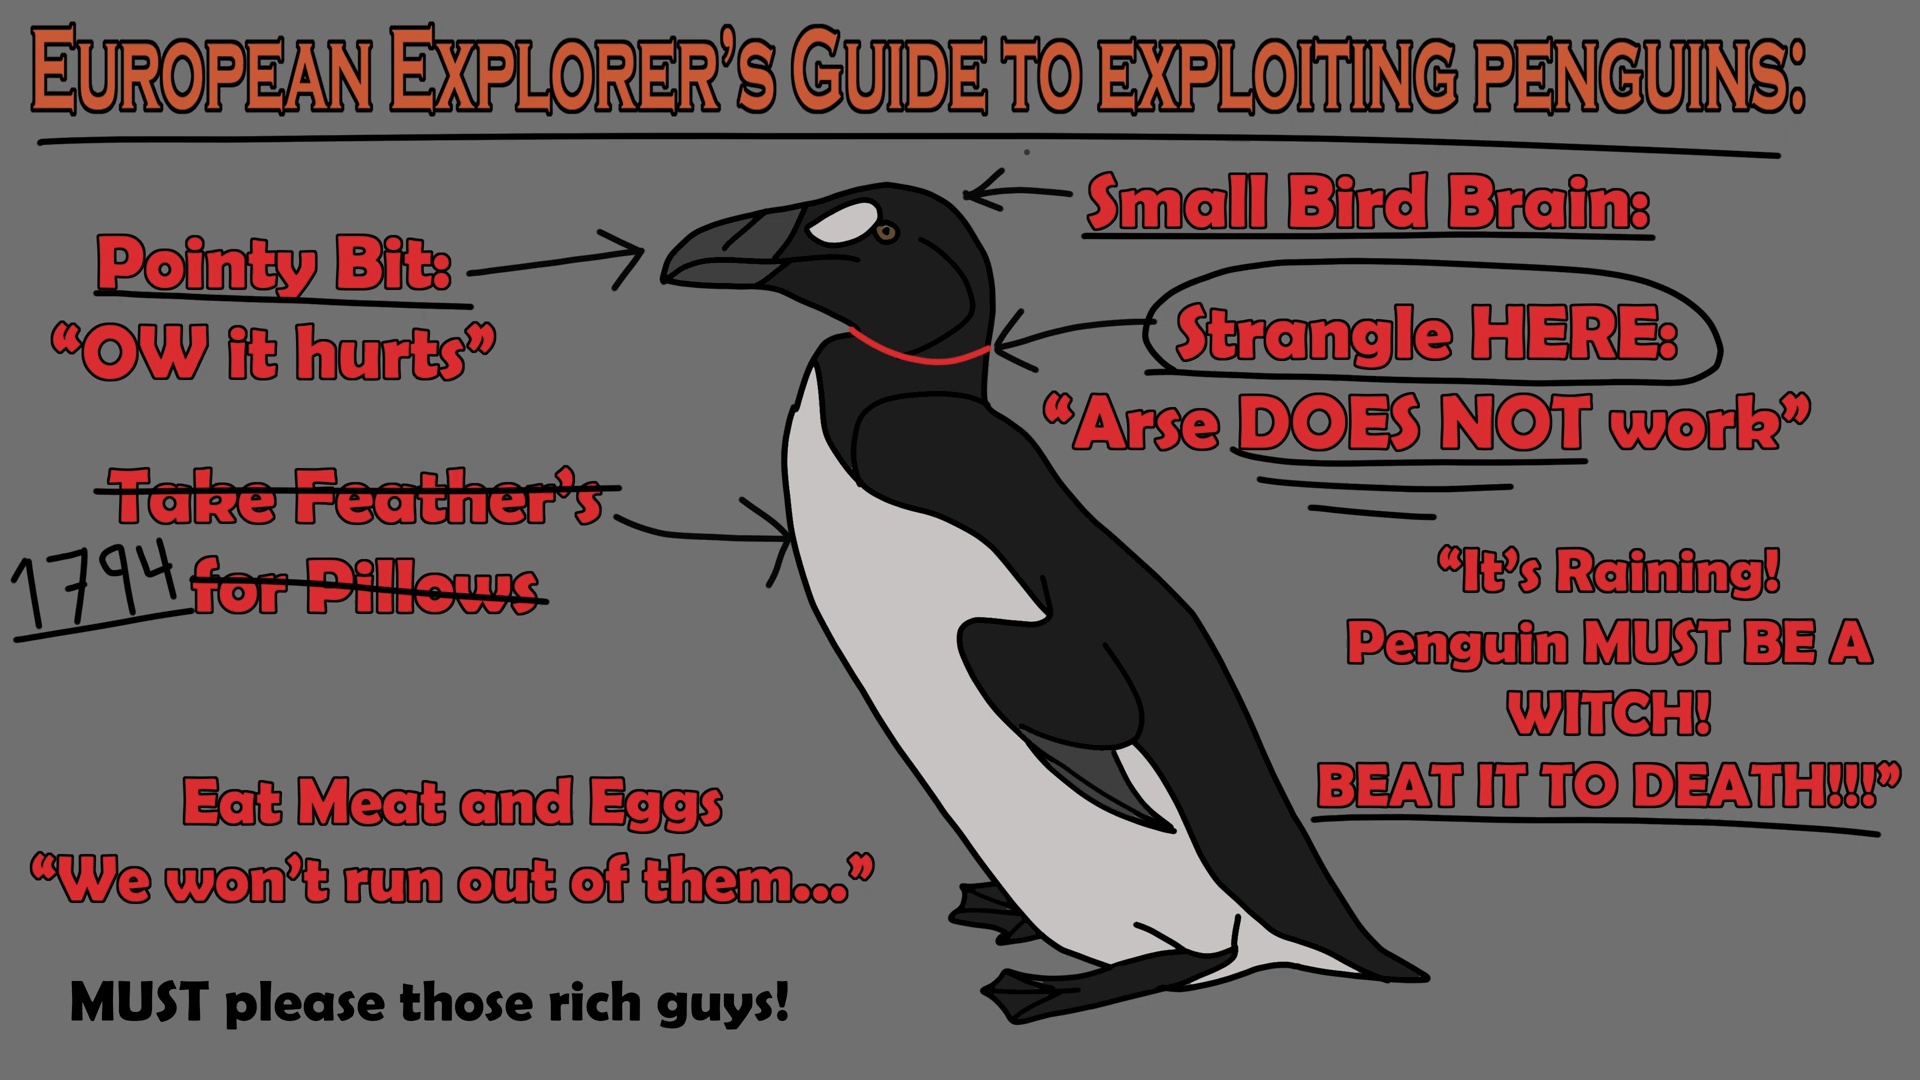 European Explorer's Guide to exploiting penguins:
Small Bird Brain:
Pointy Bit:
"OW it hurts"
Strangle HERE:
"Arse DOES NOT work"
Take Feather's
1794 for Pillows
"It's Raining!
Penguin MUST BE A
WITCH!
BEAT IT TO DEATH!!!"
Eat Meat and Eggs
"We won't run out of them..."
MUST please those rich guys!